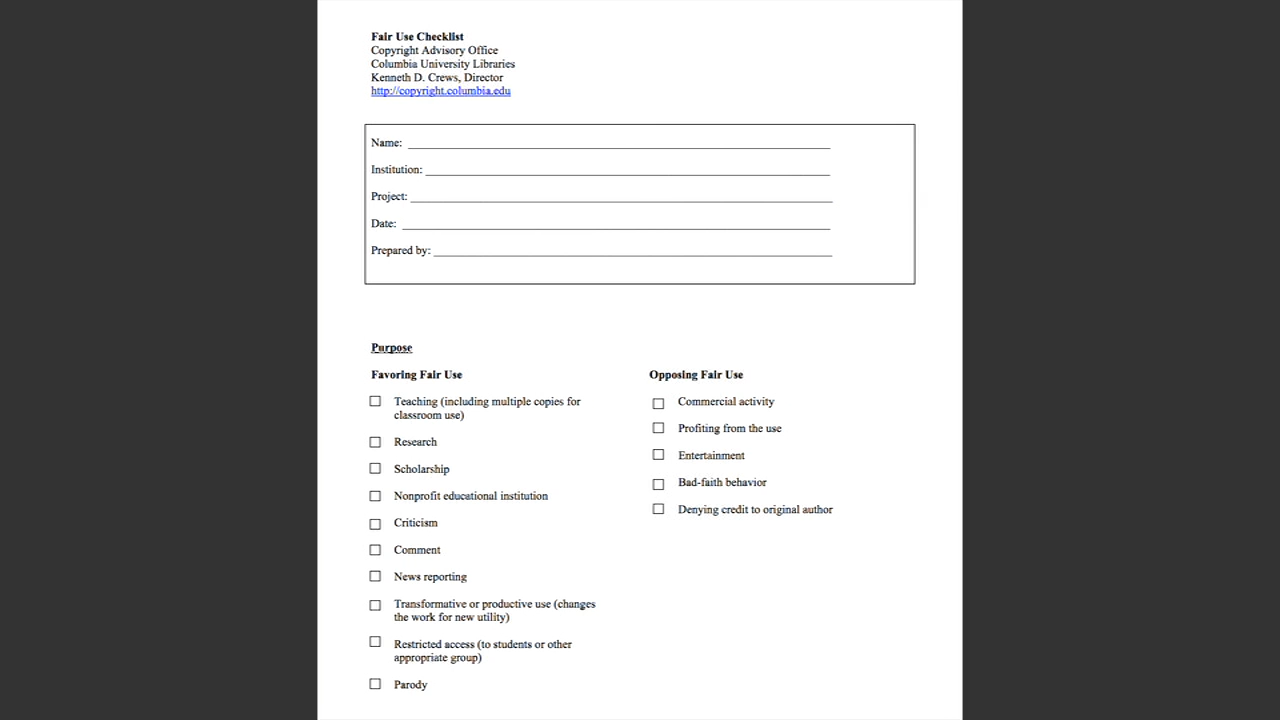 Fair Use Checklist
Copyright Advisory Office
Columbia University Libraries
Kenneth D. Crews, Director
http://copyright.columbia.edu
Name:
Institution:
Project:
Date:
Prepared by:
Purpose
Favoring Fair Use
Teaching (including multiple copies for
classroom use)
Research
Scholarship
Nonprofit educational institution
Criticism
Comment
News reporting
Transformative or productive use (changes
the work for new utility)
Restricted access (to students or other
appropriate group)
Parody
Opposing Fair Use
Commercial activity
Profiting from the use
Entertainment
Bad-faith behavior
Denying credit to original author